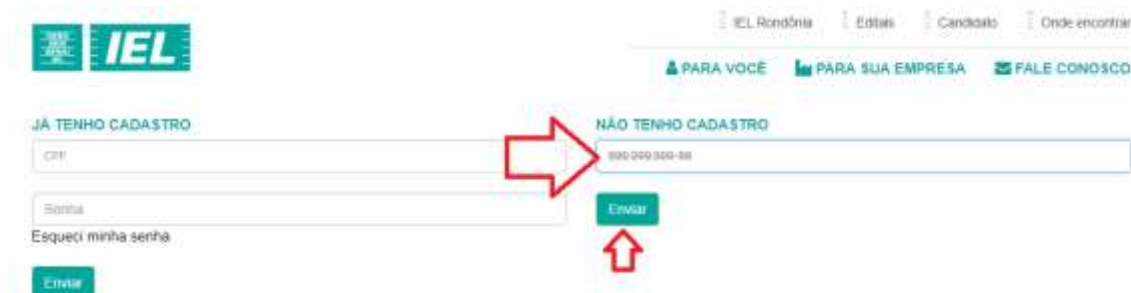 IEL
IEL Rondônia Editais Candidato Onde encontrar
PARA VOCÊ PARA SUA EMPRESA FALE CONOSCO
JÁ TENHO CADASTRO
CPF
Senha
Esqueci minha senha
Enviar
NÃO TENHO CADASTRO
999.999.999-99
Enviar